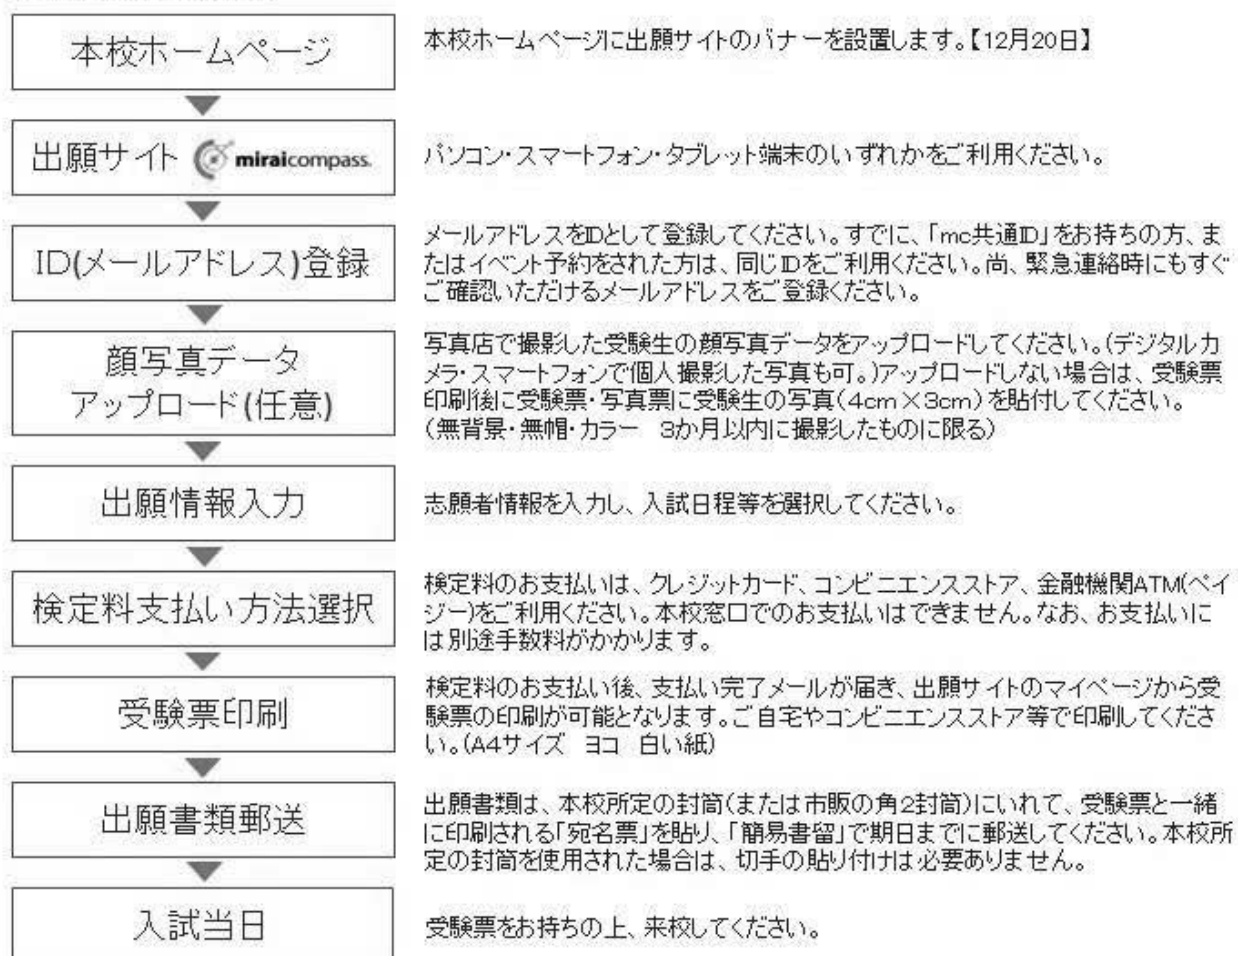 本校ホームページ
本校ホームページに出願サイトのバナーを設置します。【12月20日】
出願サイト miraicompass
パソコン・スマートフォン・タブレット端末のいずれかをご利用ください。
ID(メールアドレス)登録
メールアドレスをIDとして登録してください。すでに、「mc共通ID」をお持ちの方、ま
たはイベント予約をされた方は、同じIDをご利用ください。尚、緊急連絡時にもすぐ
ご確認いただけるメールアドレスをご登録ください。
顔写真データ
アップロード(任意)
写真店で撮影した受験生の顔写真データをアップロードしてください。(デジタルカ
メラ・スマートフォンで個人撮影した写真も可。)アップロードしない場合は、受験票
印刷後に受験票・写真票に受験生の写真(4cm×3cm)を貼付してください。
(無背景・無帽・カラー 3か月以内に撮影したものに限る)
出願情報入力
志願者情報を入力し、入試日程等を選択してください。
検定料支払い方法選択
検定料のお支払いは、クレジットカード、コンビニエンスストア、金融機関ATM(ペイ
ジー)をご利用ください。本校窓口でのお支払いはできません。なお、お支払いに
は別途手数料がかかります。
受験票印刷
検定料のお支払い後、支払い完了メールが届き、出願サイトのマイページから受
験票の印刷が可能となります。ご自宅やコンビニエンスストア等で印刷してくださ
い。(A4サイズ ヨコ 白い紙)
出願書類郵送
出願書類は、本校所定の封筒(または市販の角2封筒)にいれて、受験票と一緒
に印刷される「宛名票」を貼り、「簡易書留」で期日までに郵送してください。本校所
定の封筒を使用された場合は、切手の貼り付けは必要ありません。
入試当日
受験票をお持ちの上、来校してください。